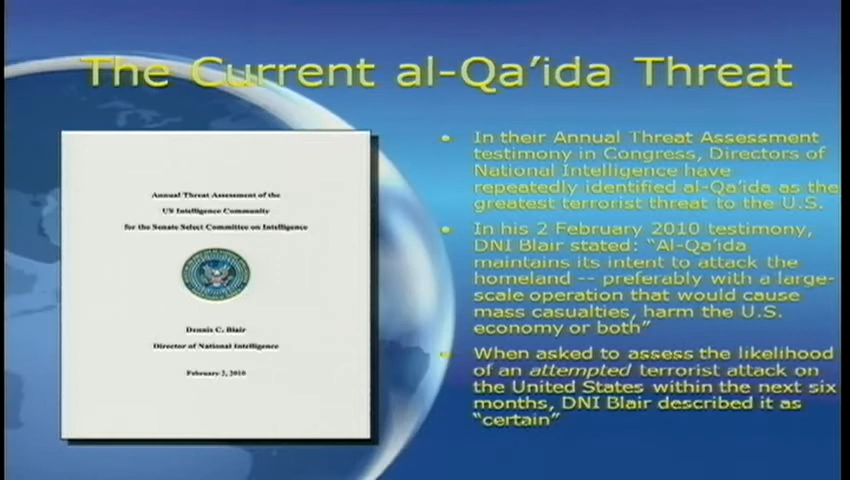 The Current al-Qa'ida Threat
Annual Threat Assessment of the
US Intelligence Community
for the Senate Select Committee on Intelligence
Dennis C. Blair
Director of National Intelligence
February 2, 2010
• In their Annual Threat Assessment
testimony in Congress, Directors of
National Intelligence have
repeatedly identified al-Qa'ida as the
greatest terrorist threat to the U.S.
• In his 2 February 2010 testimony,
DNI Blair stated: "Al-Qa'ida
maintains its intent to attack the
homeland -- preferably with a large-
scale operation that would cause
mass casualties, harm the U.S.
economy or both"
• When asked to assess the likelihood
of an attempted terrorist attack on
the United States within the next six
months, DNI Blair described it as
"certain"